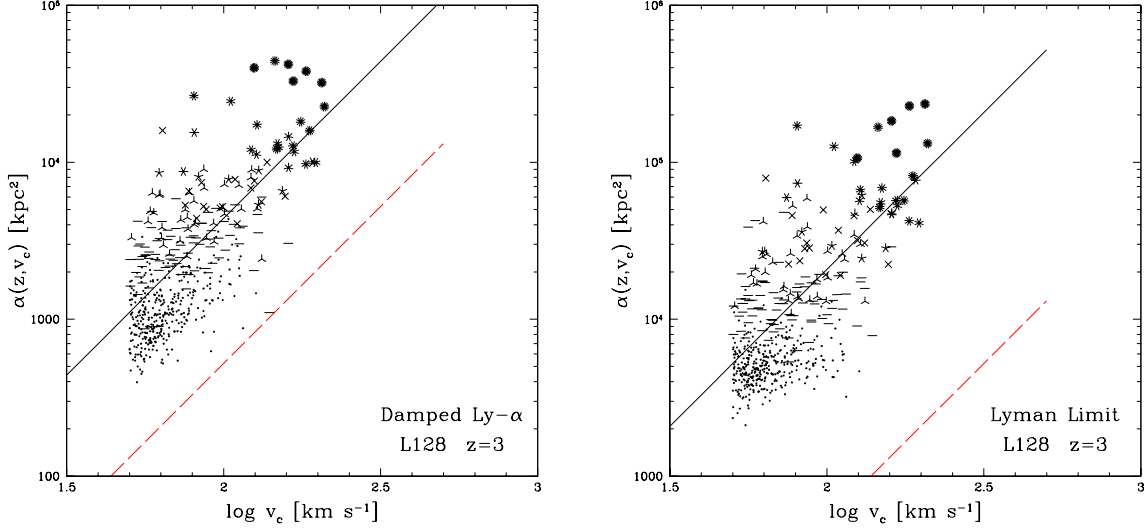 10⁵
10⁴
1000
100
α(z,v_c) [kpc²]
Damped Ly−α
L128 z=3
1.5 2 2.5 3
log v_c [km s⁻¹]
10⁶
10⁵
10⁴
1000
α(z,v_c) [kpc²]
Lyman Limit
L128 z=3
1.5 2 2.5 3
log v_c [km s⁻¹]